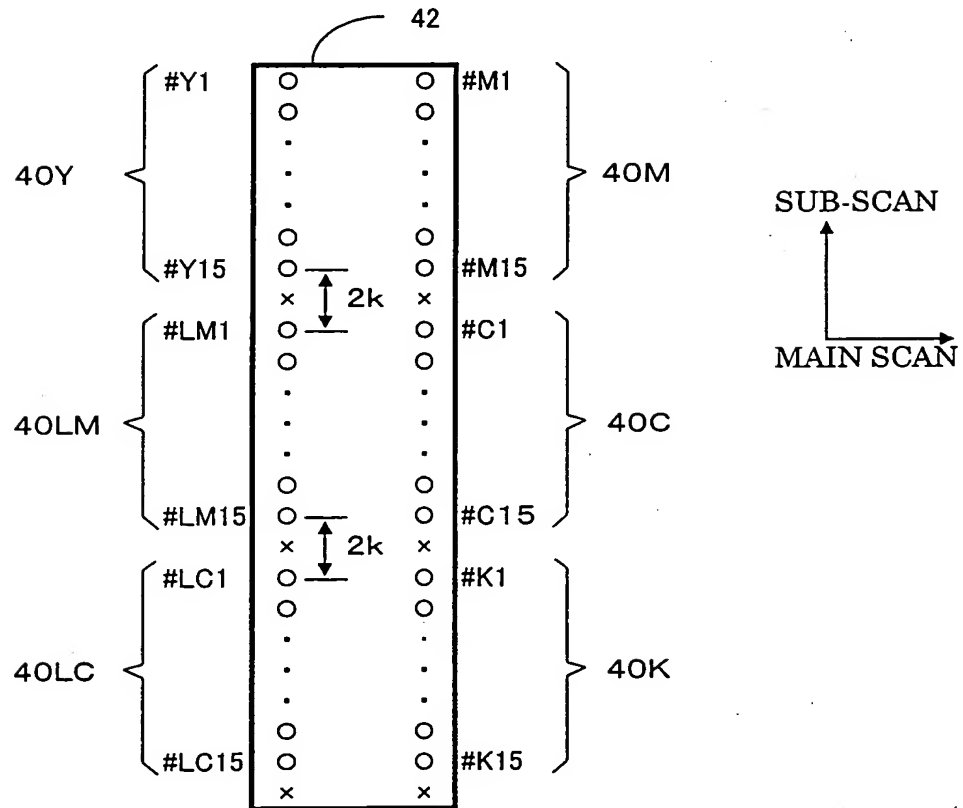 42
#Y1 #M1
40Y 40M
SUB-SCAN
#Y15 #M15
× 2k ×
#LM1 #C1
MAIN SCAN
40LM 40C
#LM15 #C15
× 2k ×
#LC1 #K1
40LC 40K
#LC15 #K15
× ×